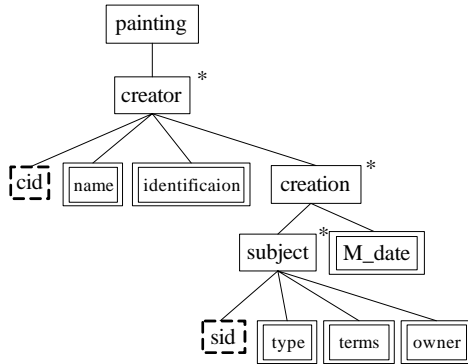 painting
creator *
cid name identificaion creation *
subject * M_date
sid type terms owner